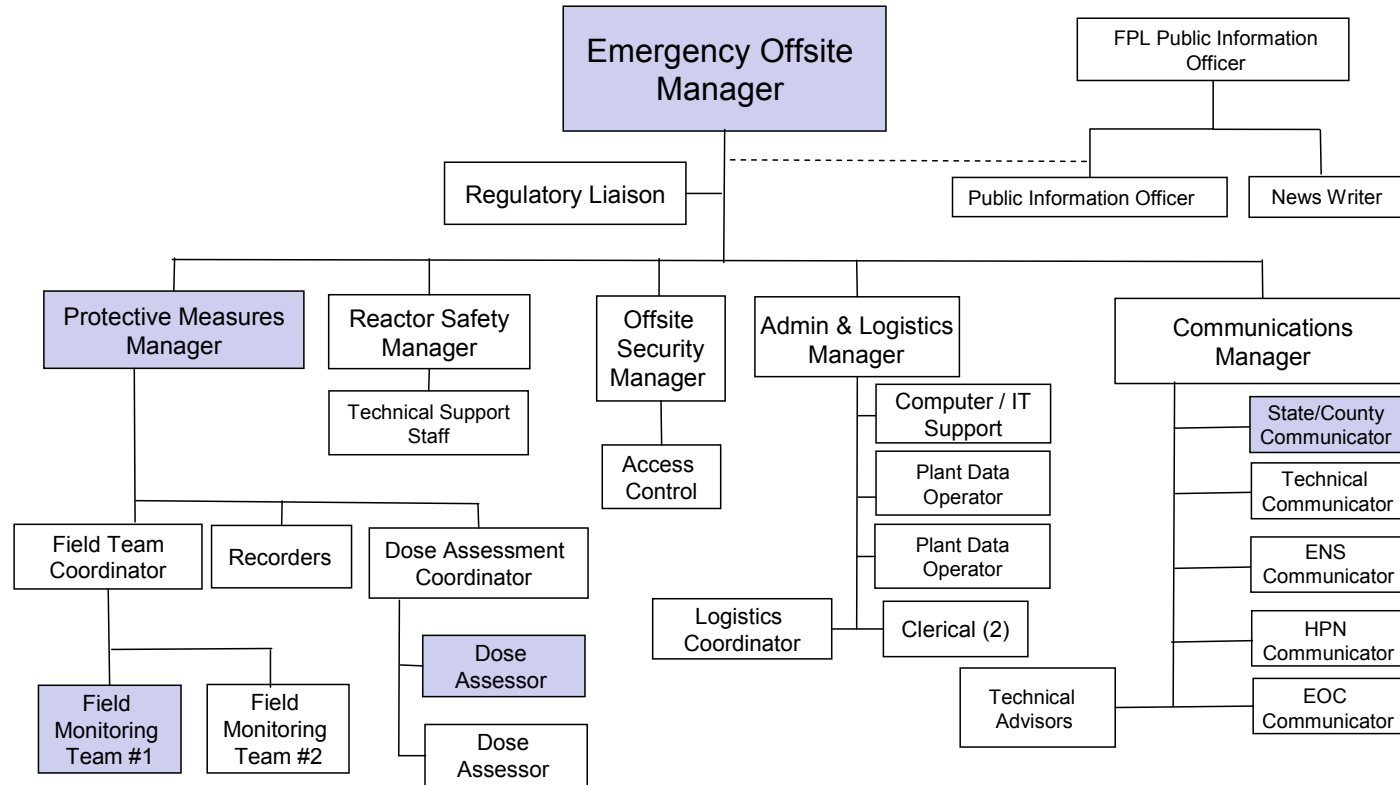 Emergency Offsite
Manager
FPL Public Information
Officer
Regulatory Liaison
Public Information Officer
News Writer
Protective Measures
Manager
Reactor Safety
Manager
Offsite
Security
Manager
Admin & Logistics
Manager
Communications
Manager
Technical Support
Staff
Access
Control
Computer / IT
Support
Plant Data
Operator
Plant Data
Operator
Logistics
Coordinator
Clerical (2)
State/County
Communicator
Technical
Communicator
ENS
Communicator
HPN
Communicator
EOC
Communicator
Technical
Advisors
Field Team
Coordinator
Recorders
Dose Assessment
Coordinator
Dose
Assessor
Dose
Assessor
Field
Monitoring
Team #1
Field
Monitoring
Team #2